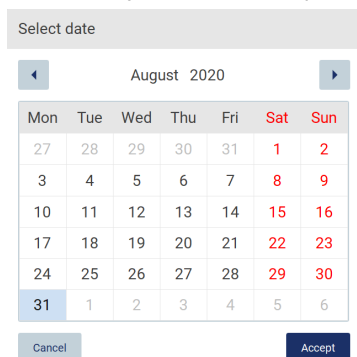 Select date
August 2020
Mon Tue Wed Thu Fri Sat Sun
27 28 29 30 31 1 2
3 4 5 6 7 8 9
10 11 12 13 14 15 16
17 18 19 20 21 22 23
24 25 26 27 28 29 30
31 1 2 3 4 5 6
Cancel Accept